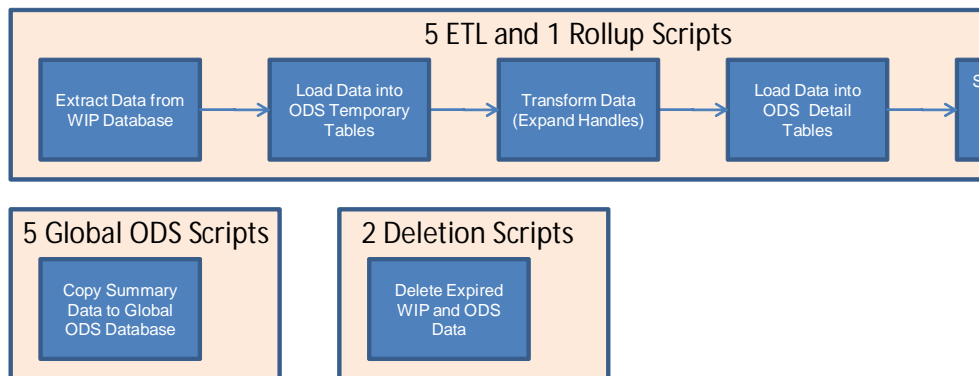 5 ETL and 1 Rollup Scripts
Extract Data from
WIP Database
Load Data into
ODS Temporary
Tables
Transform Data
(Expand Handles)
Load Data into
ODS Detail
Tables
5 Global ODS Scripts
Copy Summary
Data to Global
ODS Database
2 Deletion Scripts
Delete Expired
WIP and ODS
Data